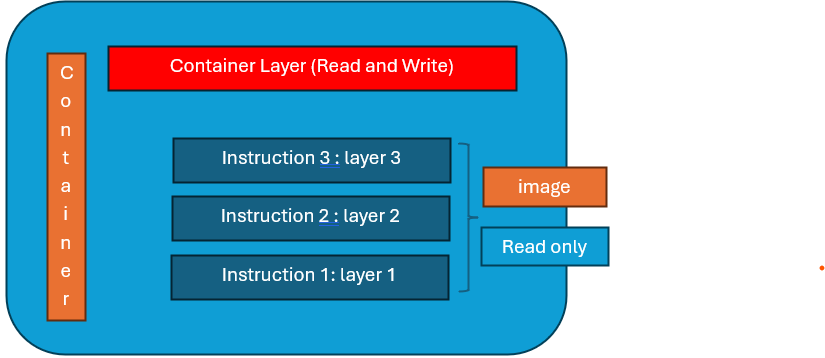 Container
Container Layer (Read and Write)
Instruction 3 : layer 3
Instruction 2 : layer 2
Instruction 1: layer 1
image
Read only